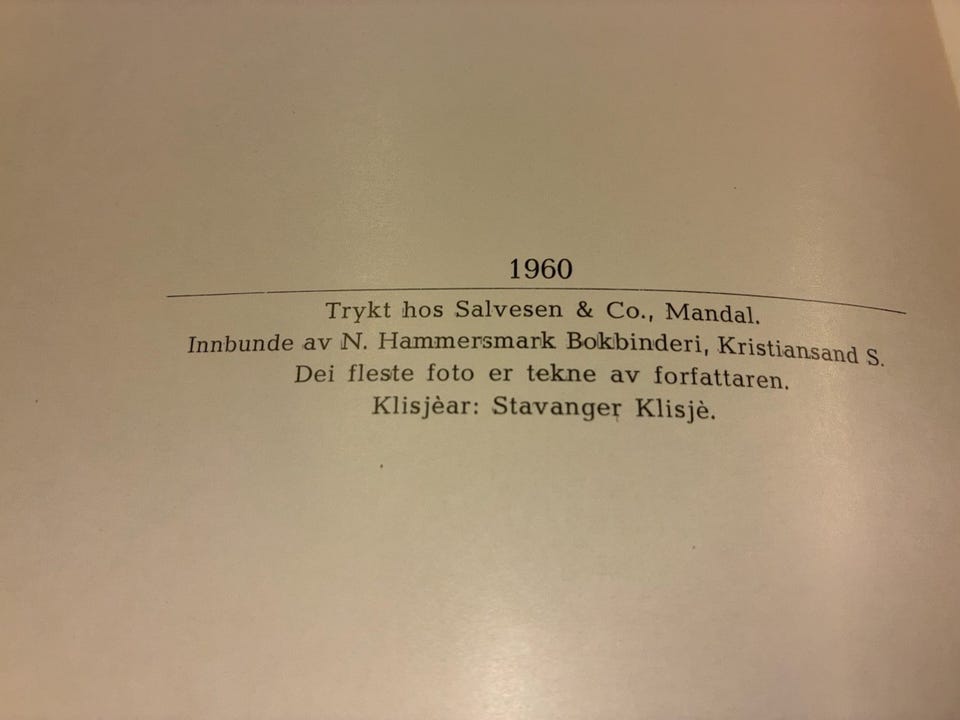 1960
Trykt hos Salvesen & Co., Mandal.
Innbunde av N. Hammersmark Bokbinderi, Kristiansand S.
Dei fleste foto er tekne av forfattaren.
Klisjèar: Stavanger Klisjè.